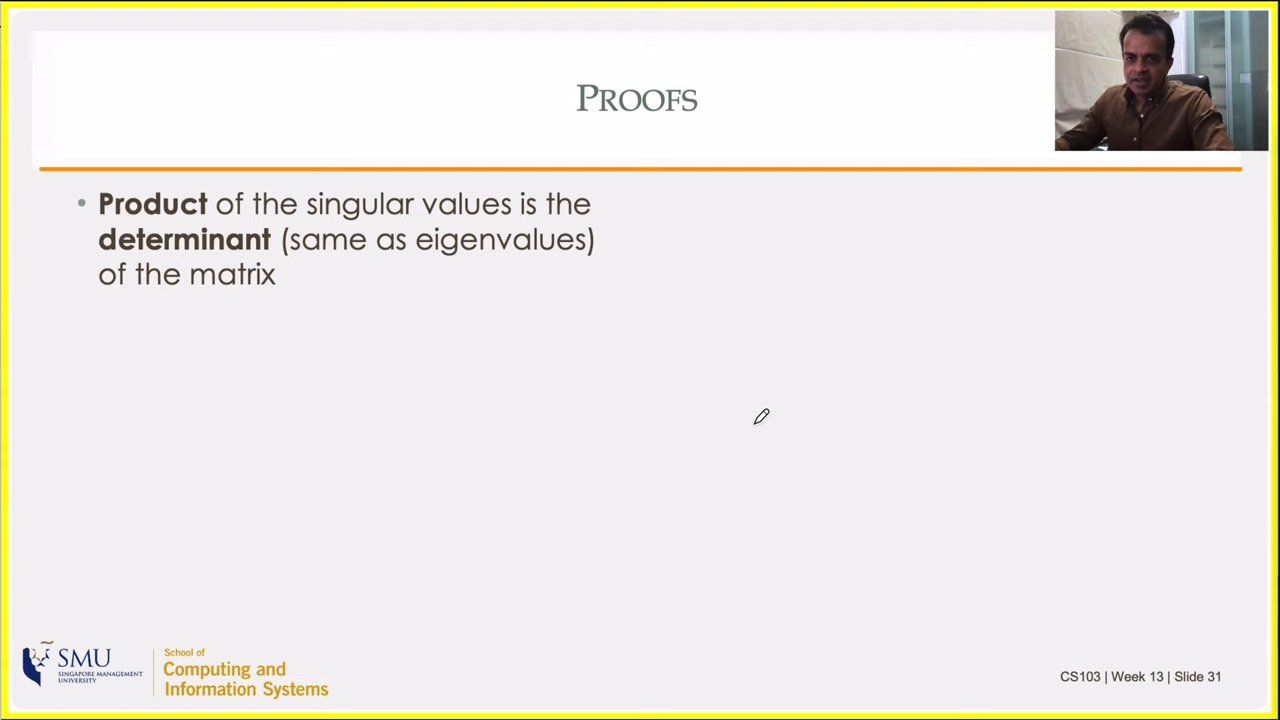 PROOFS
• Product of the singular values is the
determinant (same as eigenvalues)
of the matrix
SMU
SINGAPORE MANAGEMENT
UNIVERSITY
School of
Computing and
Information Systems
CS103 | Week 13 | Slide 31